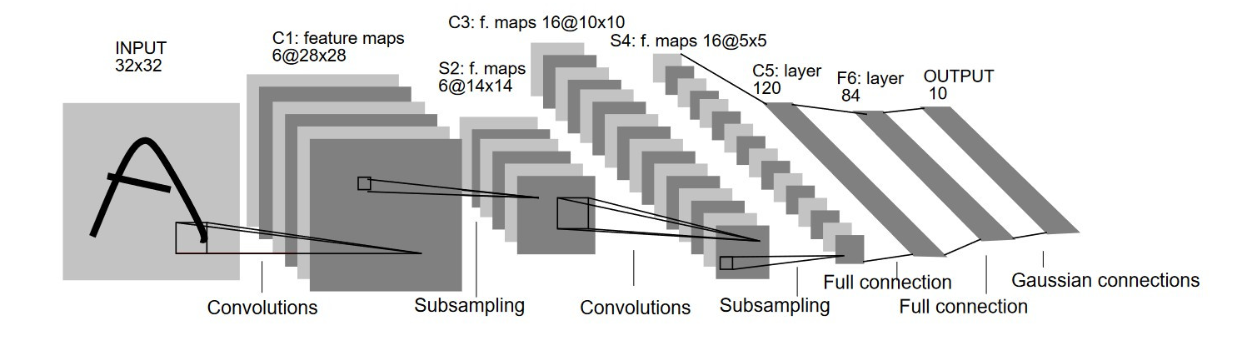 INPUT
32x32
C1: feature maps
6@28x28
S2: f. maps
6@14x14
C3: f. maps 16@10x10
S4: f. maps 16@5x5
C5: layer
120
F6: layer
84
OUTPUT
10
Convolutions
Subsampling
Convolutions
Subsampling
Full connection
Full connection
Gaussian connections